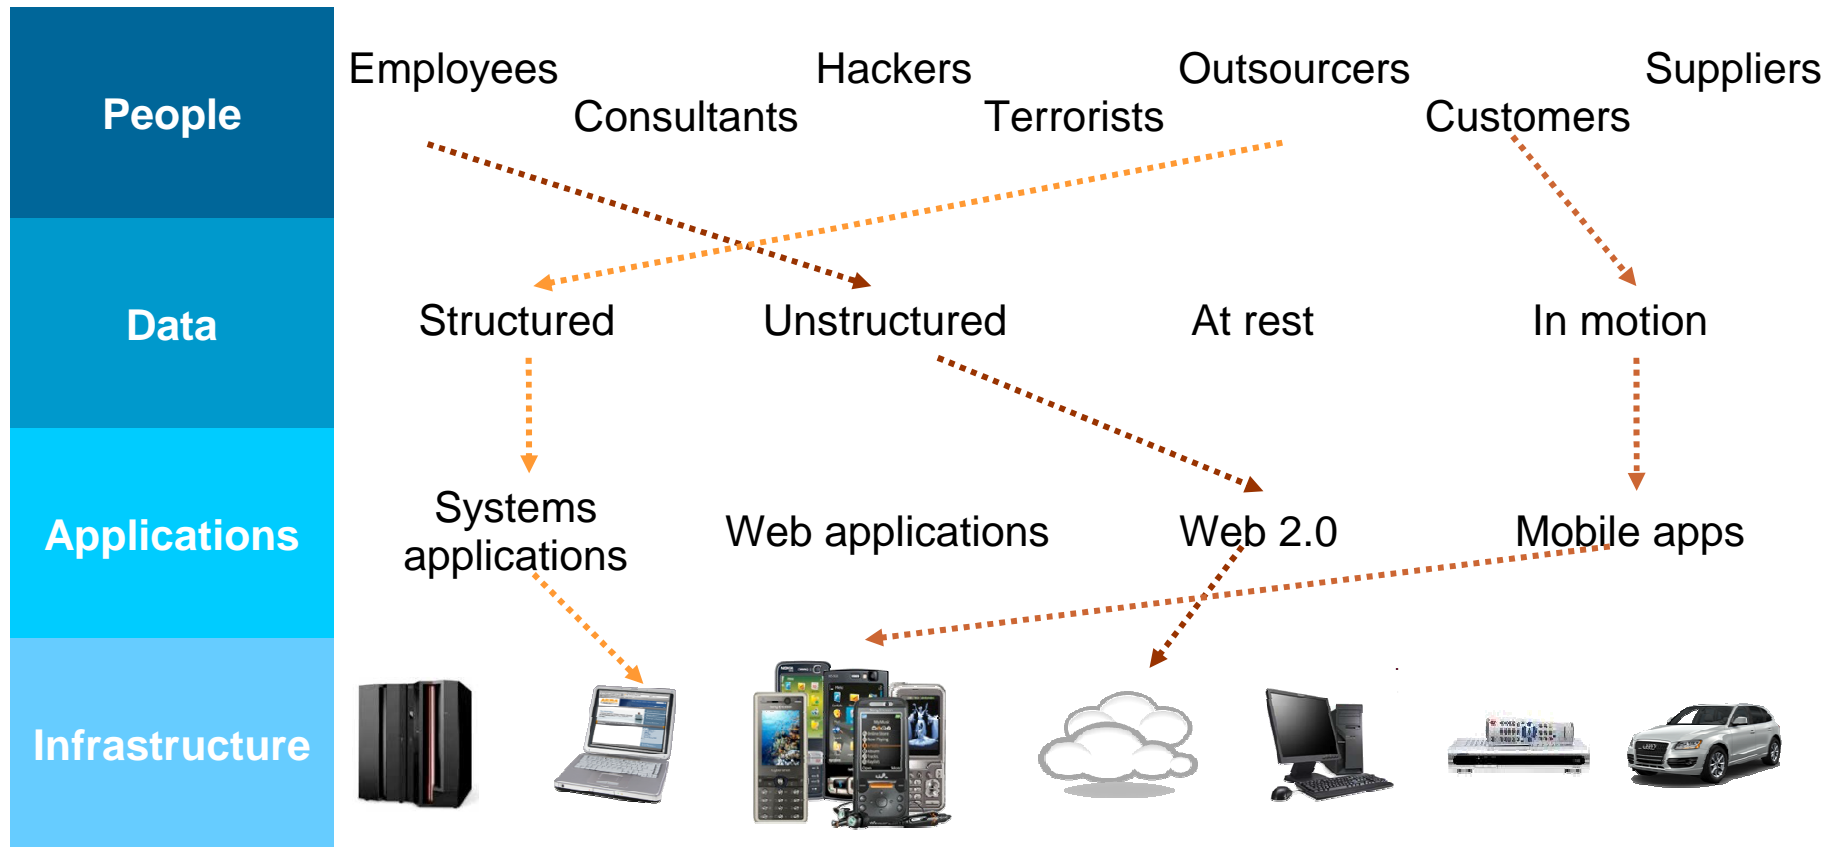 People
Employees
Hackers
Outsourcers
Suppliers
Consultants
Terrorists
Customers
Data
Structured
Unstructured
At rest
In motion
Applications
Systems
applications
Web applications
Web 2.0
Mobile apps
Infrastructure